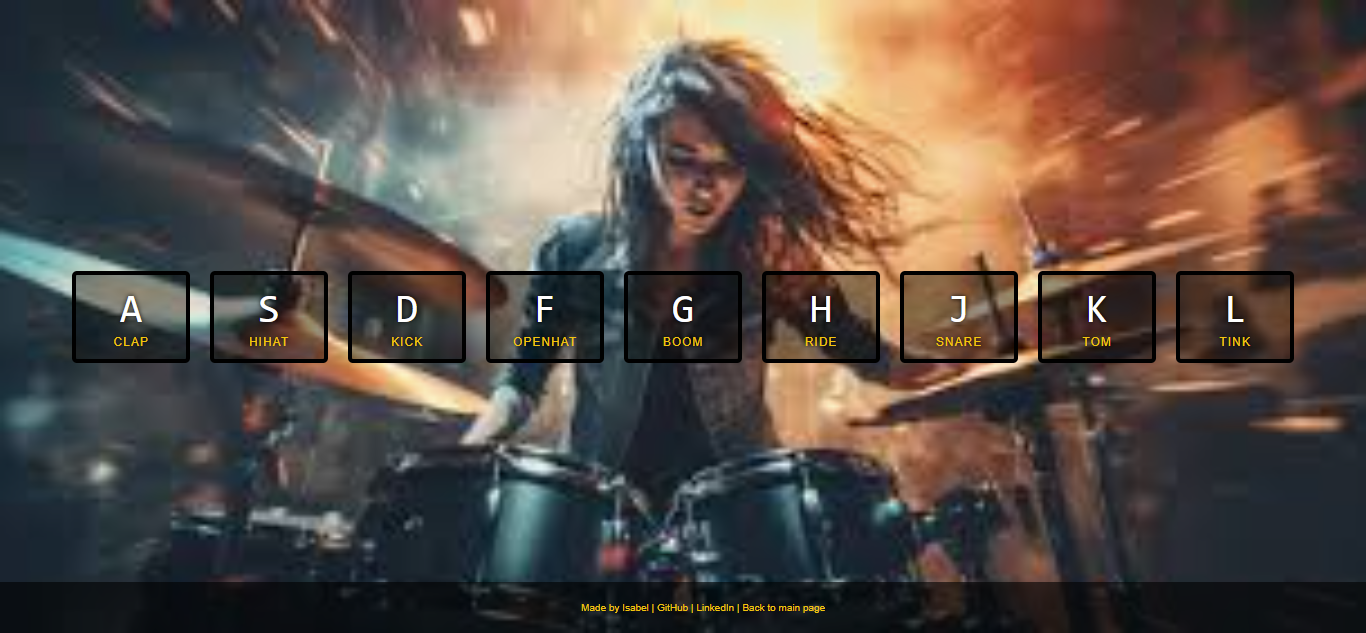 A S D F G H J K L
CLAP HIHAT KICK OPENHAT BOOM RIDE SNARE TOM TINK
Made by Isabel | GitHub | LinkedIn | Back to main page